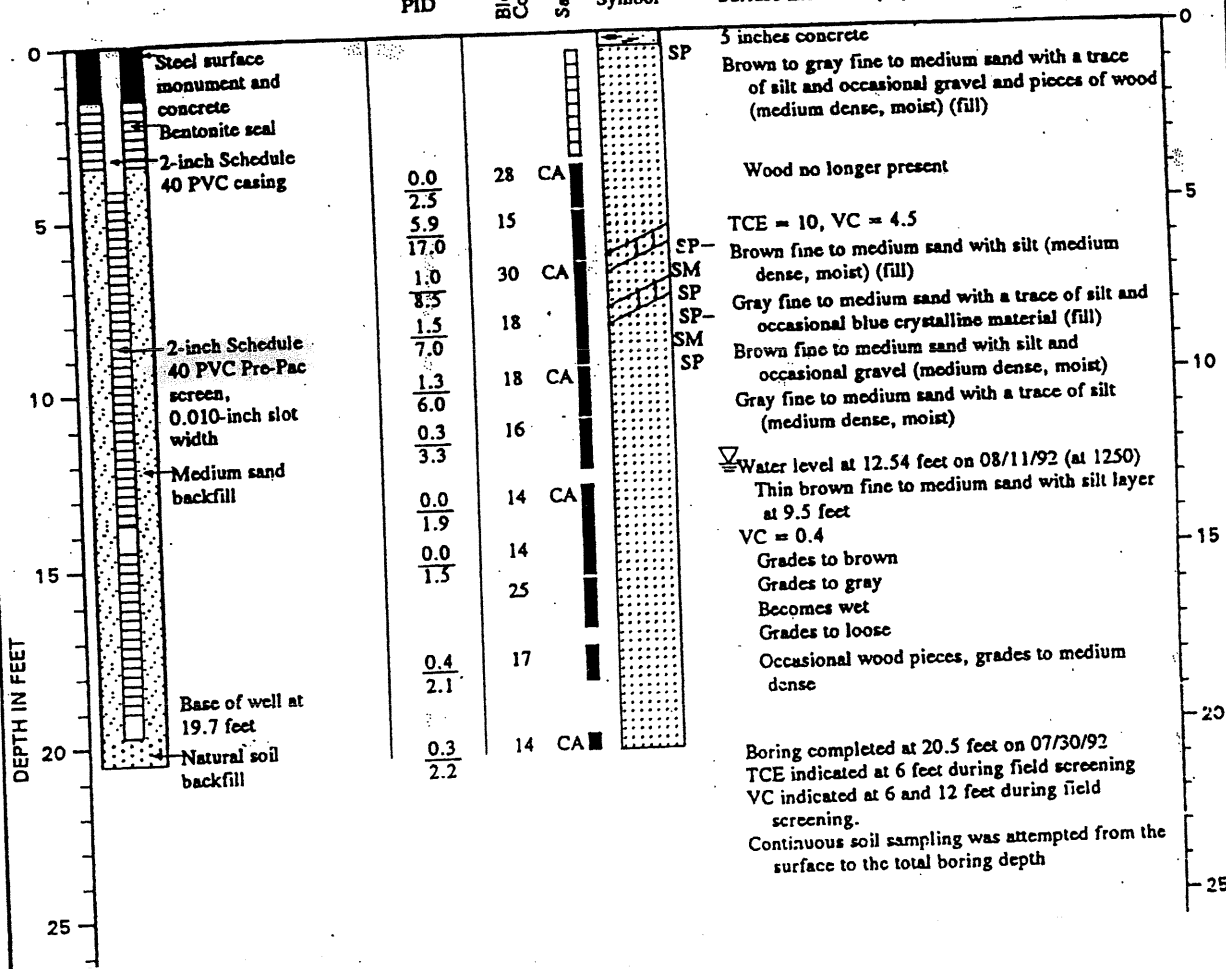 PID
Symbol
0
Steel surface
monument and
concrete
Bentonite seal
2-inch Schedule
40 PVC casing
5
2-inch Schedule
40 PVC Pre-Pac
screen,
0.010-inch slot
width
10
Medium sand
backfill
15
Base of well at
19.7 feet
20
Natural soil
backfill
25
DEPTH IN FEET
0.0
2.5
28 CA
5.9
17.0
15
1.0
8.5
30 CA
1.5
7.0
18
1.3
6.0
18 CA
0.3
3.3
16
0.0
1.9
14 CA
0.0
1.5
14
25
0.4
2.1
17
0.3
2.2
14 CA
SP
SP–
SM
SP
SP–
SM
SP
5 inches concrete
Brown to gray fine to medium sand with a trace
of silt and occasional gravel and pieces of wood
(medium dense, moist) (fill)
Wood no longer present
TCE = 10, VC = 4.5
Brown fine to medium sand with silt (medium
dense, moist) (fill)
Gray fine to medium sand with a trace of silt and
occasional blue crystalline material (fill)
Brown fine to medium sand with silt and
occasional gravel (medium dense, moist)
Gray fine to medium sand with a trace of silt
(medium dense, moist)
Water level at 12.54 feet on 08/11/92 (at 1250)
Thin brown fine to medium sand with silt layer
at 9.5 feet
VC = 0.4
Grades to brown
Grades to gray
Becomes wet
Grades to loose
Occasional wood pieces, grades to medium
dense
Boring completed at 20.5 feet on 07/30/92
TCE indicated at 6 feet during field screening
VC indicated at 6 and 12 feet during field
screening.
Continuous soil sampling was attempted from the
surface to the total boring depth
0
5
10
15
20
25